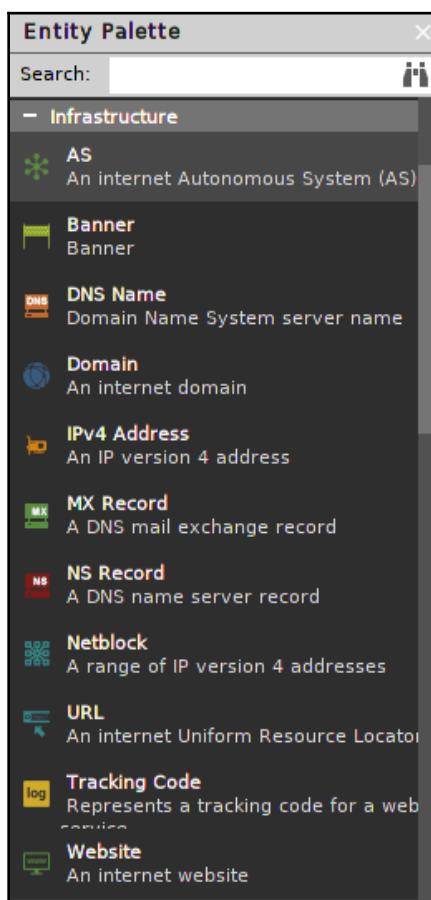 Entity Palette
Search:
Infrastructure
AS
An internet Autonomous System (AS)
Banner
Banner
DNS
DNS Name
Domain Name System server name
Domain
An internet domain
IPv4 Address
An IP version 4 address
MX
MX Record
A DNS mail exchange record
NS
NS Record
A DNS name server record
Netblock
A range of IP version 4 addresses
URL
An internet Uniform Resource Locator
log
Tracking Code
Represents a tracking code for a web
service
www
Website
An internet website